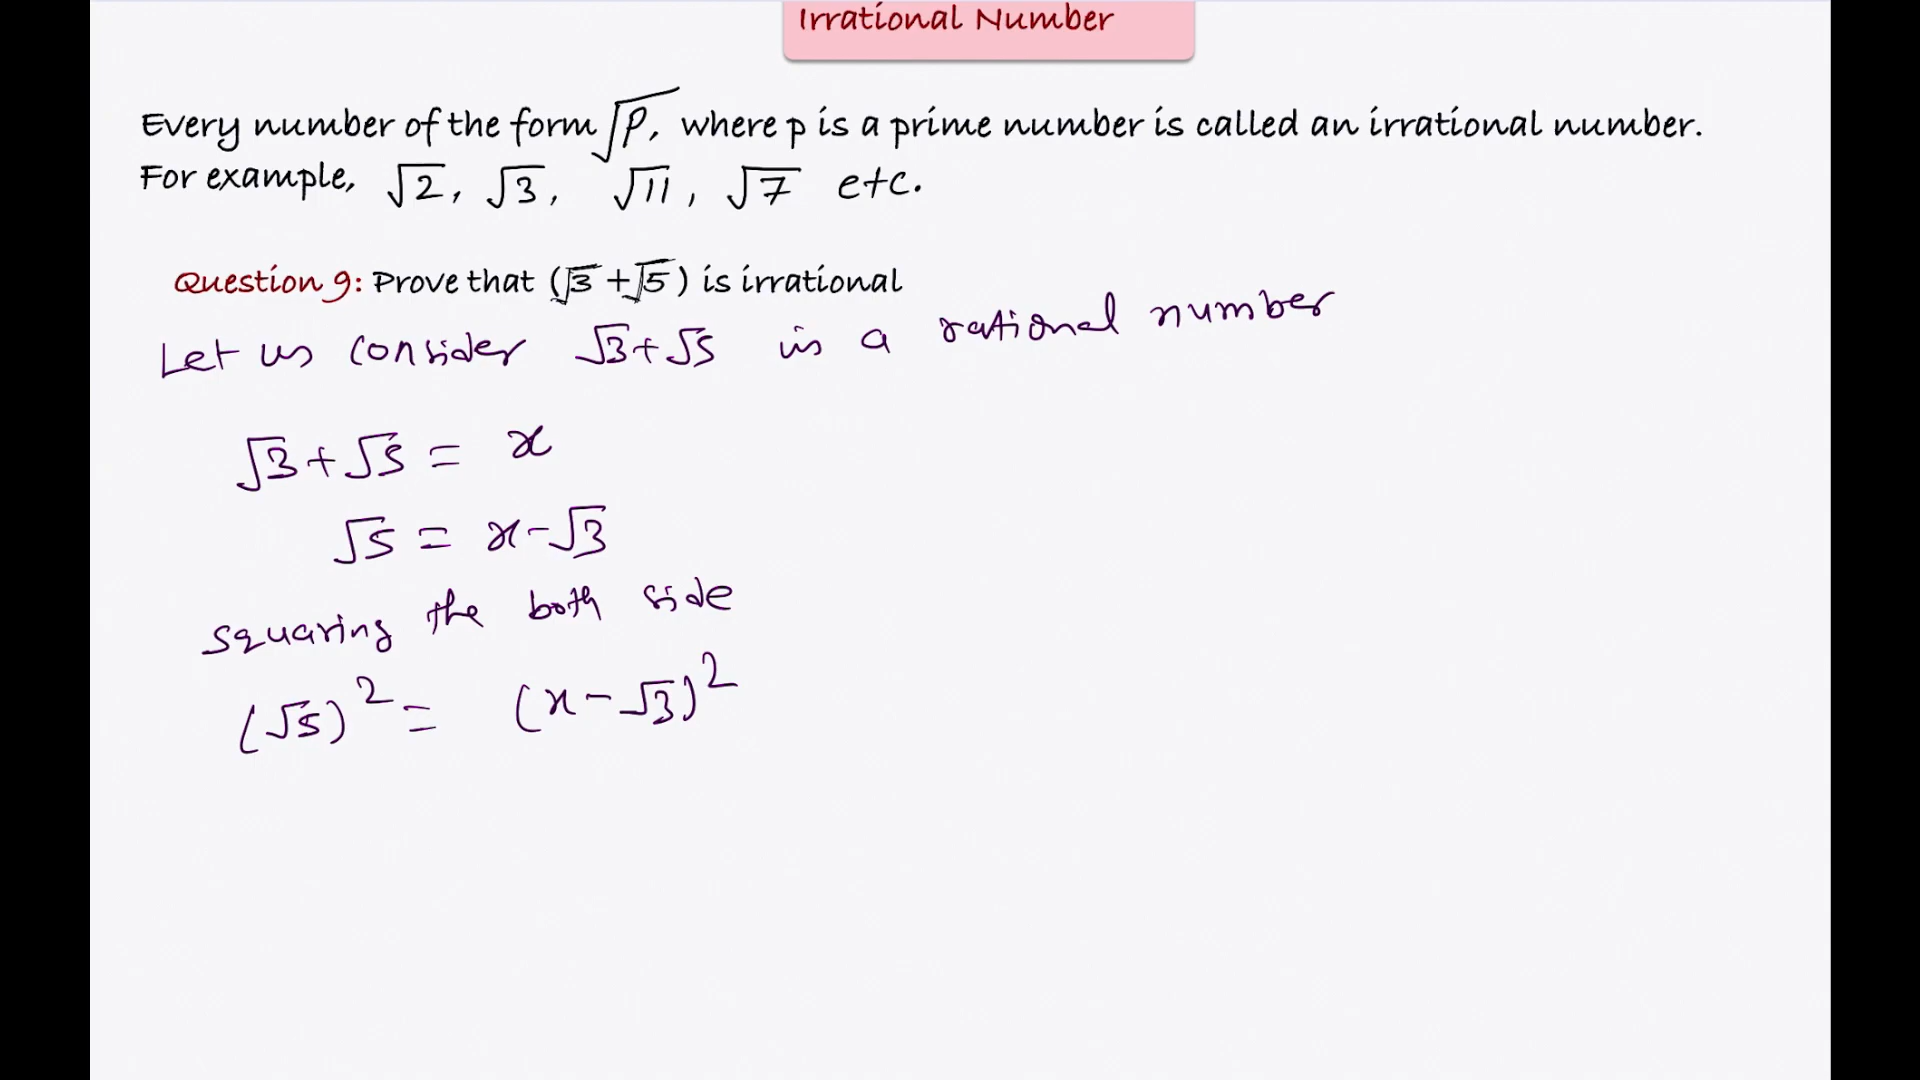 Irrational Number
Every number of the form √P, where p is a prime number is called an irrational number.
For example, √2, √3, √11, √7 etc.
Question 9: Prove that (√3 +√5) is irrational
Let us consider √3+√5 is a rational number
√3+√5 = x
√5 = x-√3
squaring the both side
(√5)² = (x-√3)²